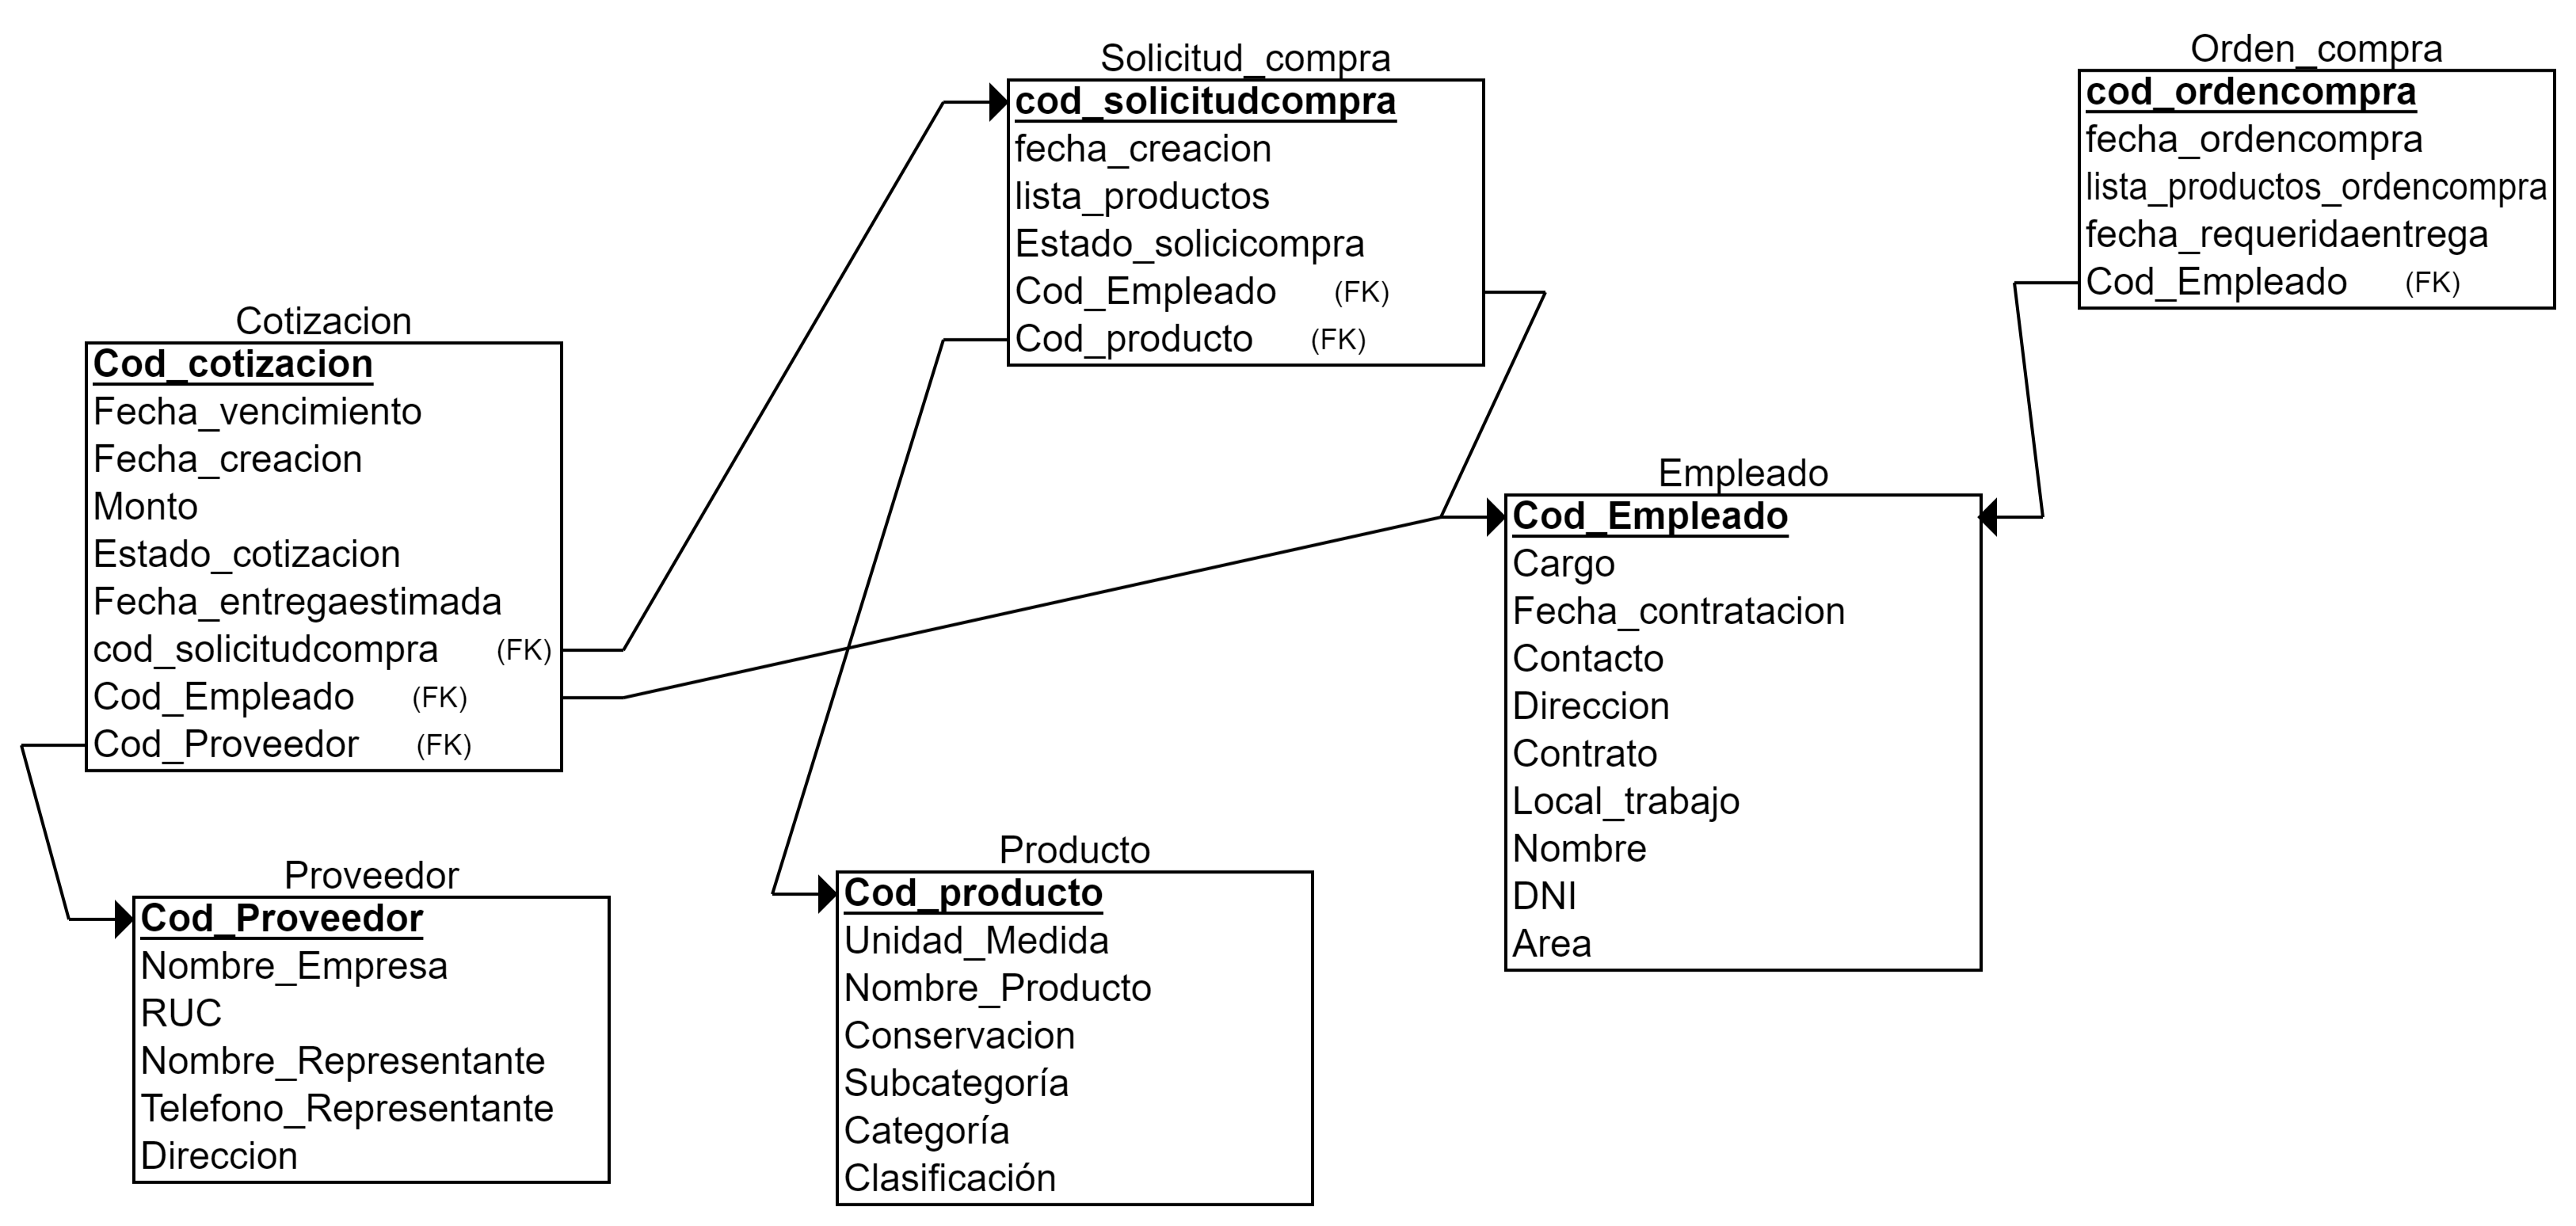 Solicitud_compra
cod_solicitudcompra
fecha_creacion
lista_productos
Estado_solicicompra
Cod_Empleado (FK)
Cod_producto (FK)
Orden_compra
cod_ordencompra
fecha_ordencompra
lista_productos_ordencompra
fecha_requeridaentrega
Cod_Empleado (FK)
Cotizacion
Cod_cotizacion
Fecha_vencimiento
Fecha_creacion
Monto
Estado_cotizacion
Fecha_entregaestimada
cod_solicitudcompra (FK)
Cod_Empleado (FK)
Cod_Proveedor (FK)
Empleado
Cod_Empleado
Cargo
Fecha_contratacion
Contacto
Direccion
Contrato
Local_trabajo
Nombre
DNI
Area
Proveedor
Cod_Proveedor
Nombre_Empresa
RUC
Nombre_Representante
Telefono_Representante
Direccion
Producto
Cod_producto
Unidad_Medida
Nombre_Producto
Conservacion
Subcategoría
Categoría
Clasificación